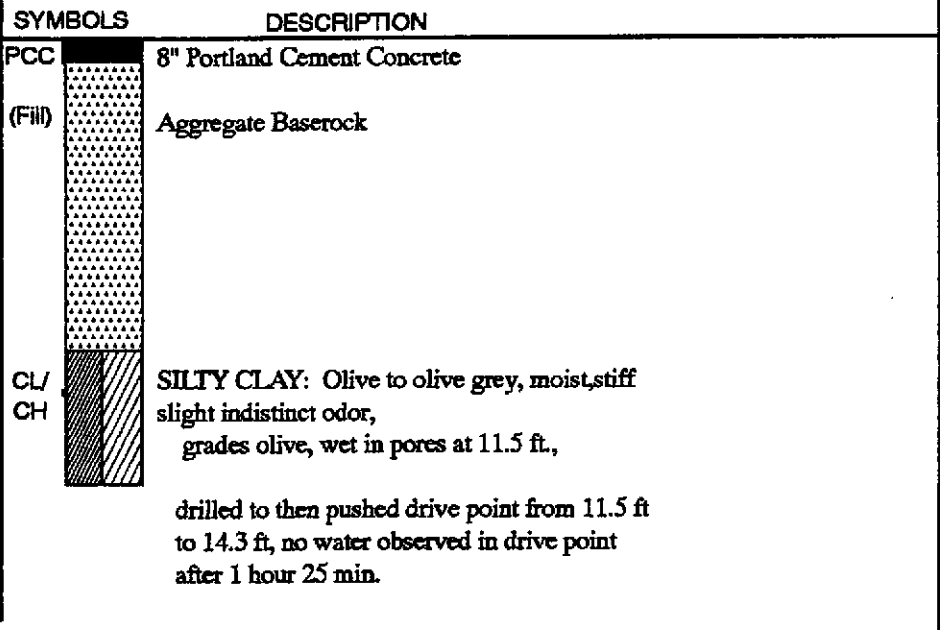 SYMBOLS DESCRIPTION
PCC 8" Portland Cement Concrete
(Fill) Aggregate Baserock
CL/ SILTY CLAY: Olive to olive grey, moist,stiff
CH slight indistinct odor,
grades olive, wet in pores at 11.5 ft.,
drilled to then pushed drive point from 11.5 ft
to 14.3 ft, no water observed in drive point
after 1 hour 25 min.